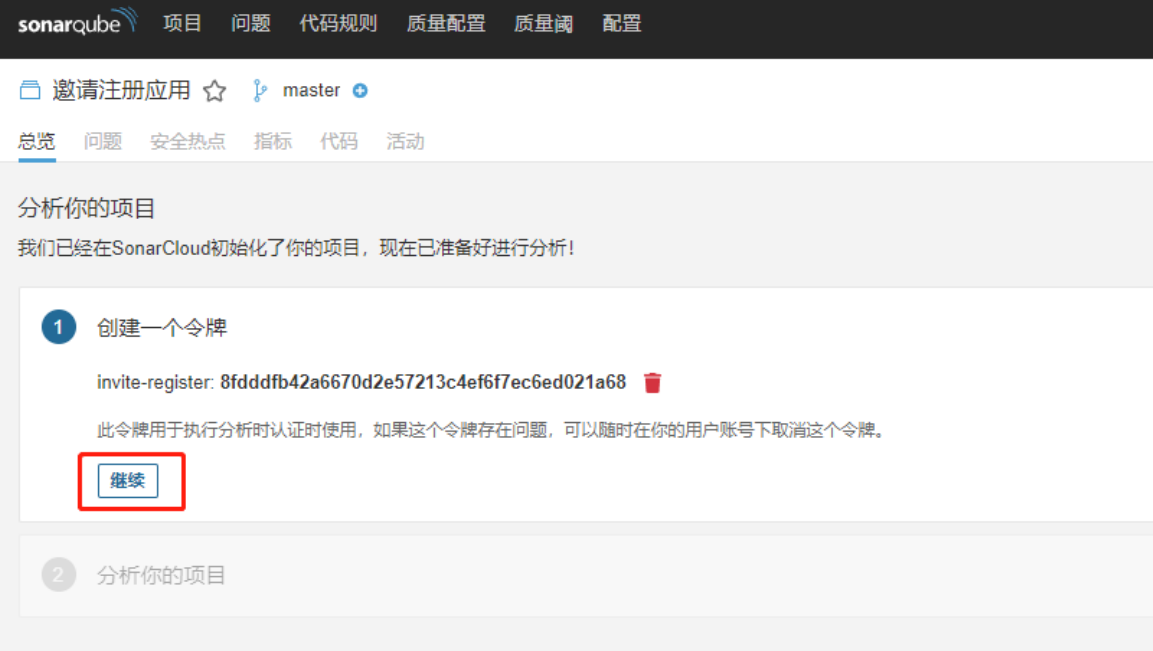 sonarqube 项目 问题 代码规则 质量配置 质量阈 配置
邀请注册应用 master
总览 问题 安全热点 指标 代码 活动
分析你的项目
我们已经在SonarCloud初始化了你的项目，现在已准备好进行分析！
1 创建一个令牌
invite-register: 8fdddfb42a6670d2e57213c4ef6f7ec6ed021a68
此令牌用于执行分析时认证时使用，如果这个令牌存在问题，可以随时在你的用户账号下取消这个令牌。
继续
2 分析你的项目